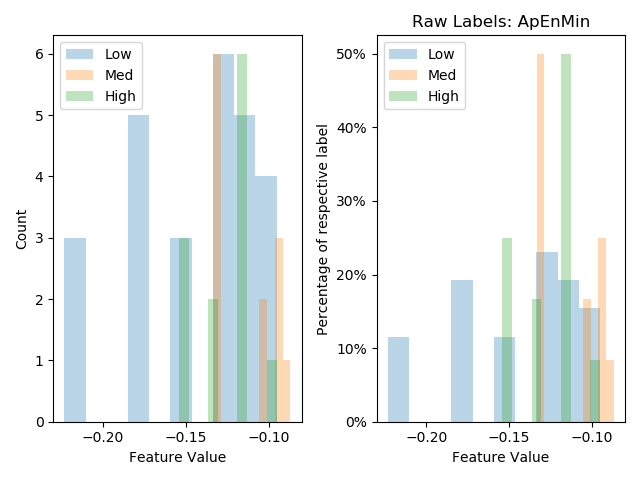 Raw Labels: ApEnMin
Low
Med
High
6
5
4
3
2
1
0
Count
−0.20
−0.15
−0.10
Feature Value
Low
Med
High
50%
40%
30%
20%
10%
0%
Percentage of respective label
−0.20
−0.15
−0.10
Feature Value